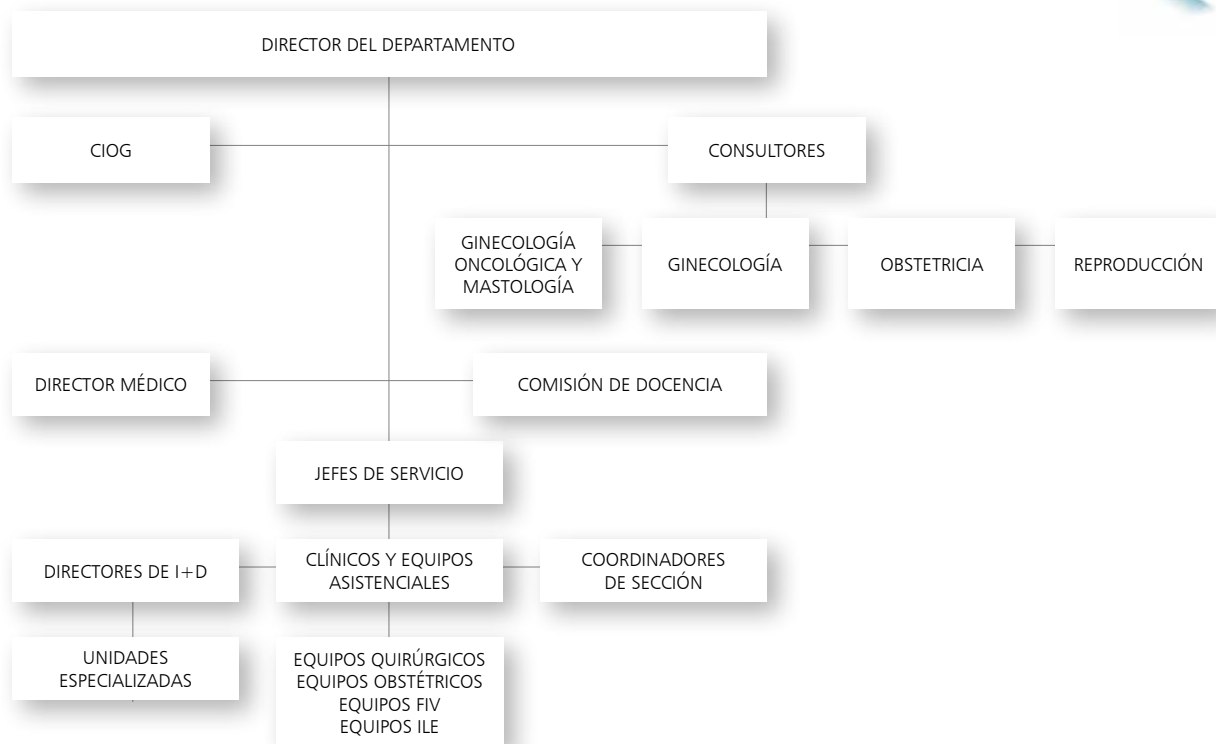 DIRECTOR DEL DEPARTAMENTO
CIOG
CONSULTORES
GINECOLOGÍA
ONCOLÓGICA Y
MASTOLOGÍA
GINECOLOGÍA
OBSTETRICIA
REPRODUCCIÓN
DIRECTOR MÉDICO
COMISIÓN DE DOCENCIA
JEFES DE SERVICIO
DIRECTORES DE I+D
CLÍNICOS Y EQUIPOS
ASISTENCIALES
COORDINADORES
DE SECCIÓN
UNIDADES
ESPECIALIZADAS
EQUIPOS QUIRÚRGICOS
EQUIPOS OBSTÉTRICOS
EQUIPOS FIV
EQUIPOS ILE